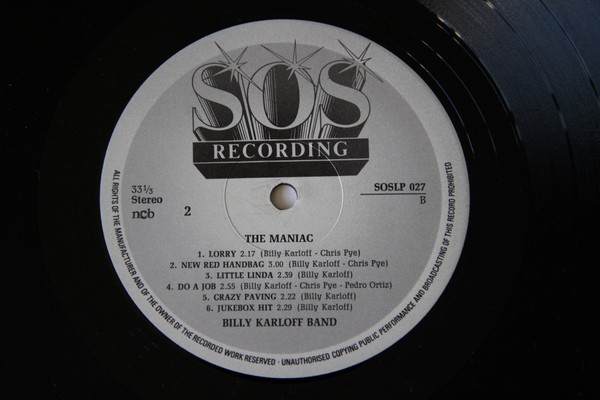 SOS
RECORDING
33⅓
Stereo
ncb
2
SOSLP 027
B
THE MANIAC
1. LORRY 2.17 (Billy Karloff - Chris Pye)
2. NEW RED HANDBAG 3.00 (Billy Karloff - Chris Pye)
3. LITTLE LINDA 2.39 (Billy Karloff)
4. DO A JOB 2.55 (Billy Karloff - Chris Pye - Pedro Ortiz)
5. CRAZY PAVING 2.22 (Billy Karloff)
6. JUKEBOX HIT 2.29 (Billy Karloff)
BILLY KARLOFF BAND
ALL RIGHTS OF THE MANUFACTURER AND OF THE OWNER OF THE RECORDED WORK RESERVED · UNAUTHORISED COPYING PUBLIC PERFORMANCE AND BROADCASTING OF THIS RECORD PROHIBITED